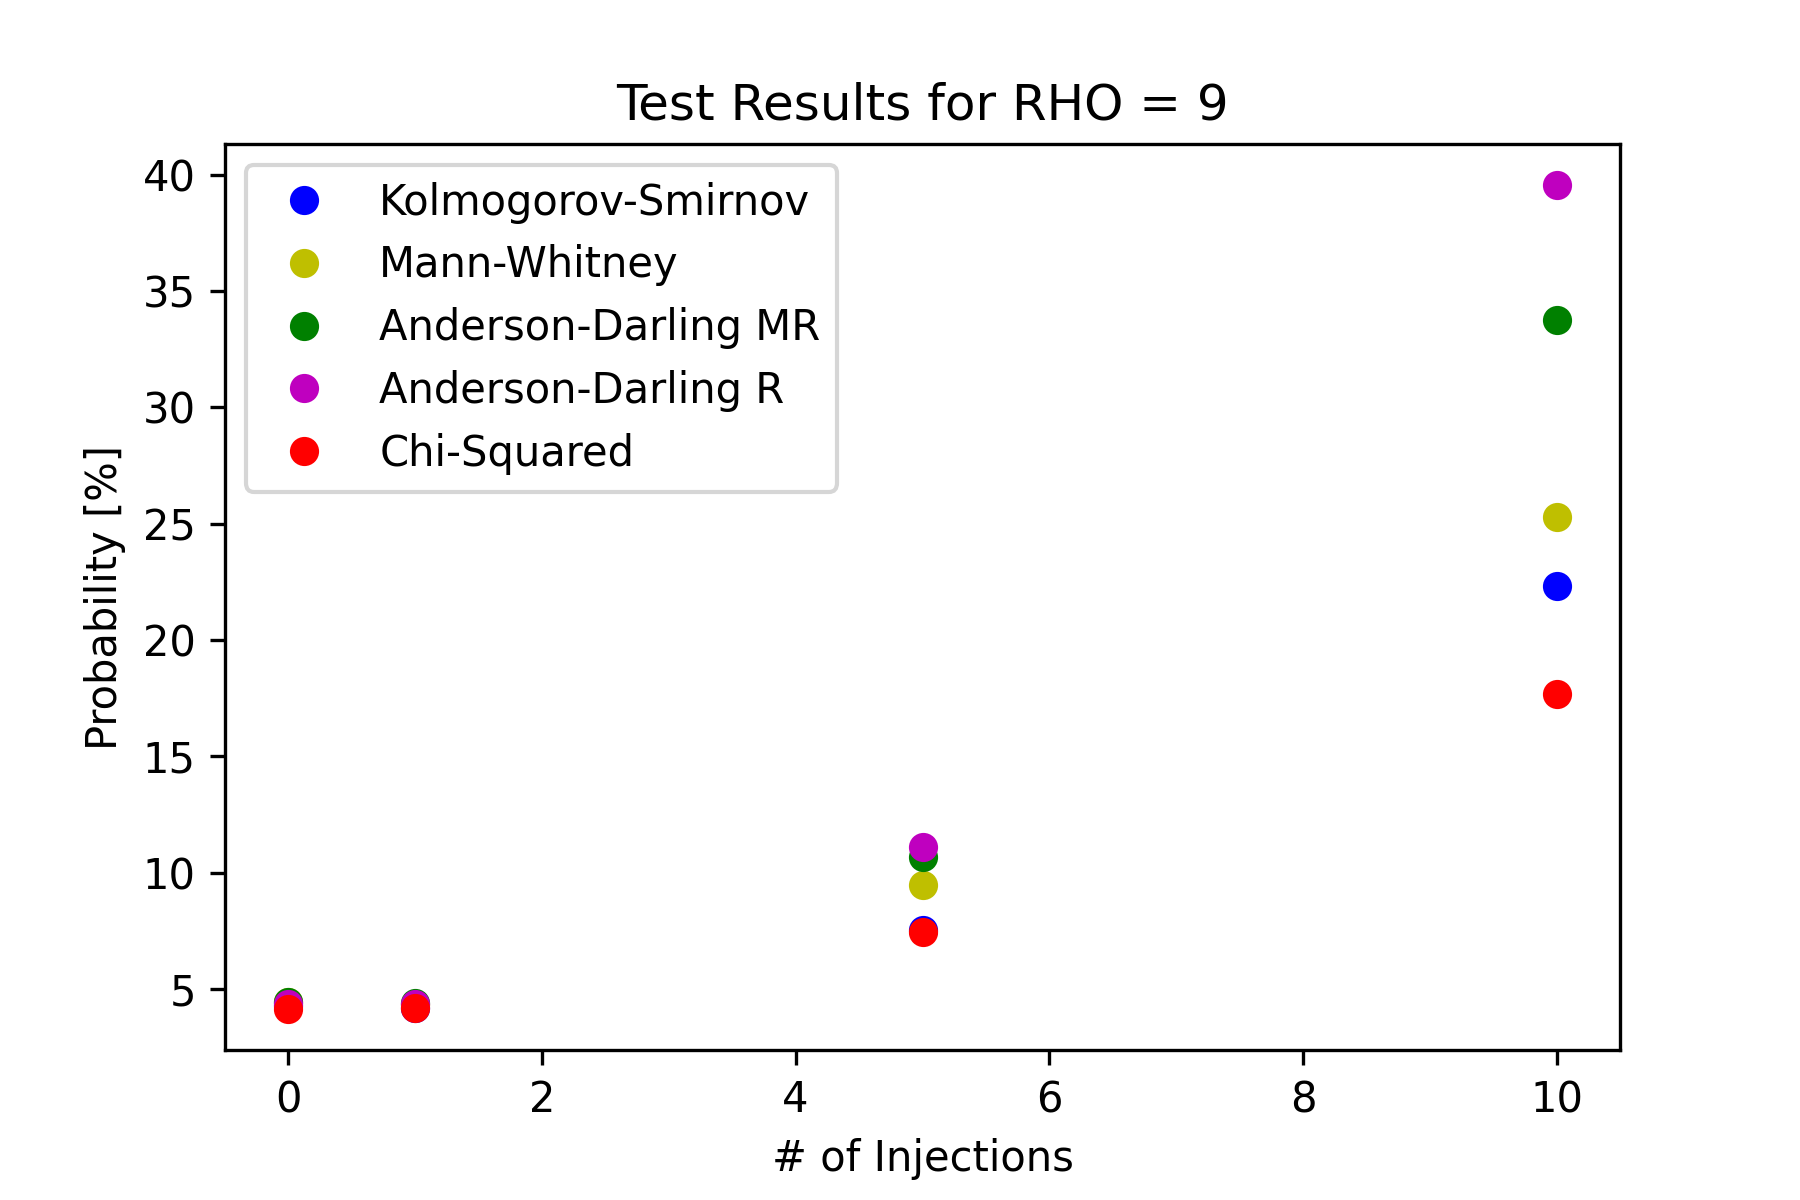 Test Results for RHO = 9
40
35
30
25
20
15
10
5
Probability [%]
Kolmogorov-Smirnov
Mann-Whitney
Anderson-Darling MR
Anderson-Darling R
Chi-Squared
0 2 4 6 8 10
# of Injections